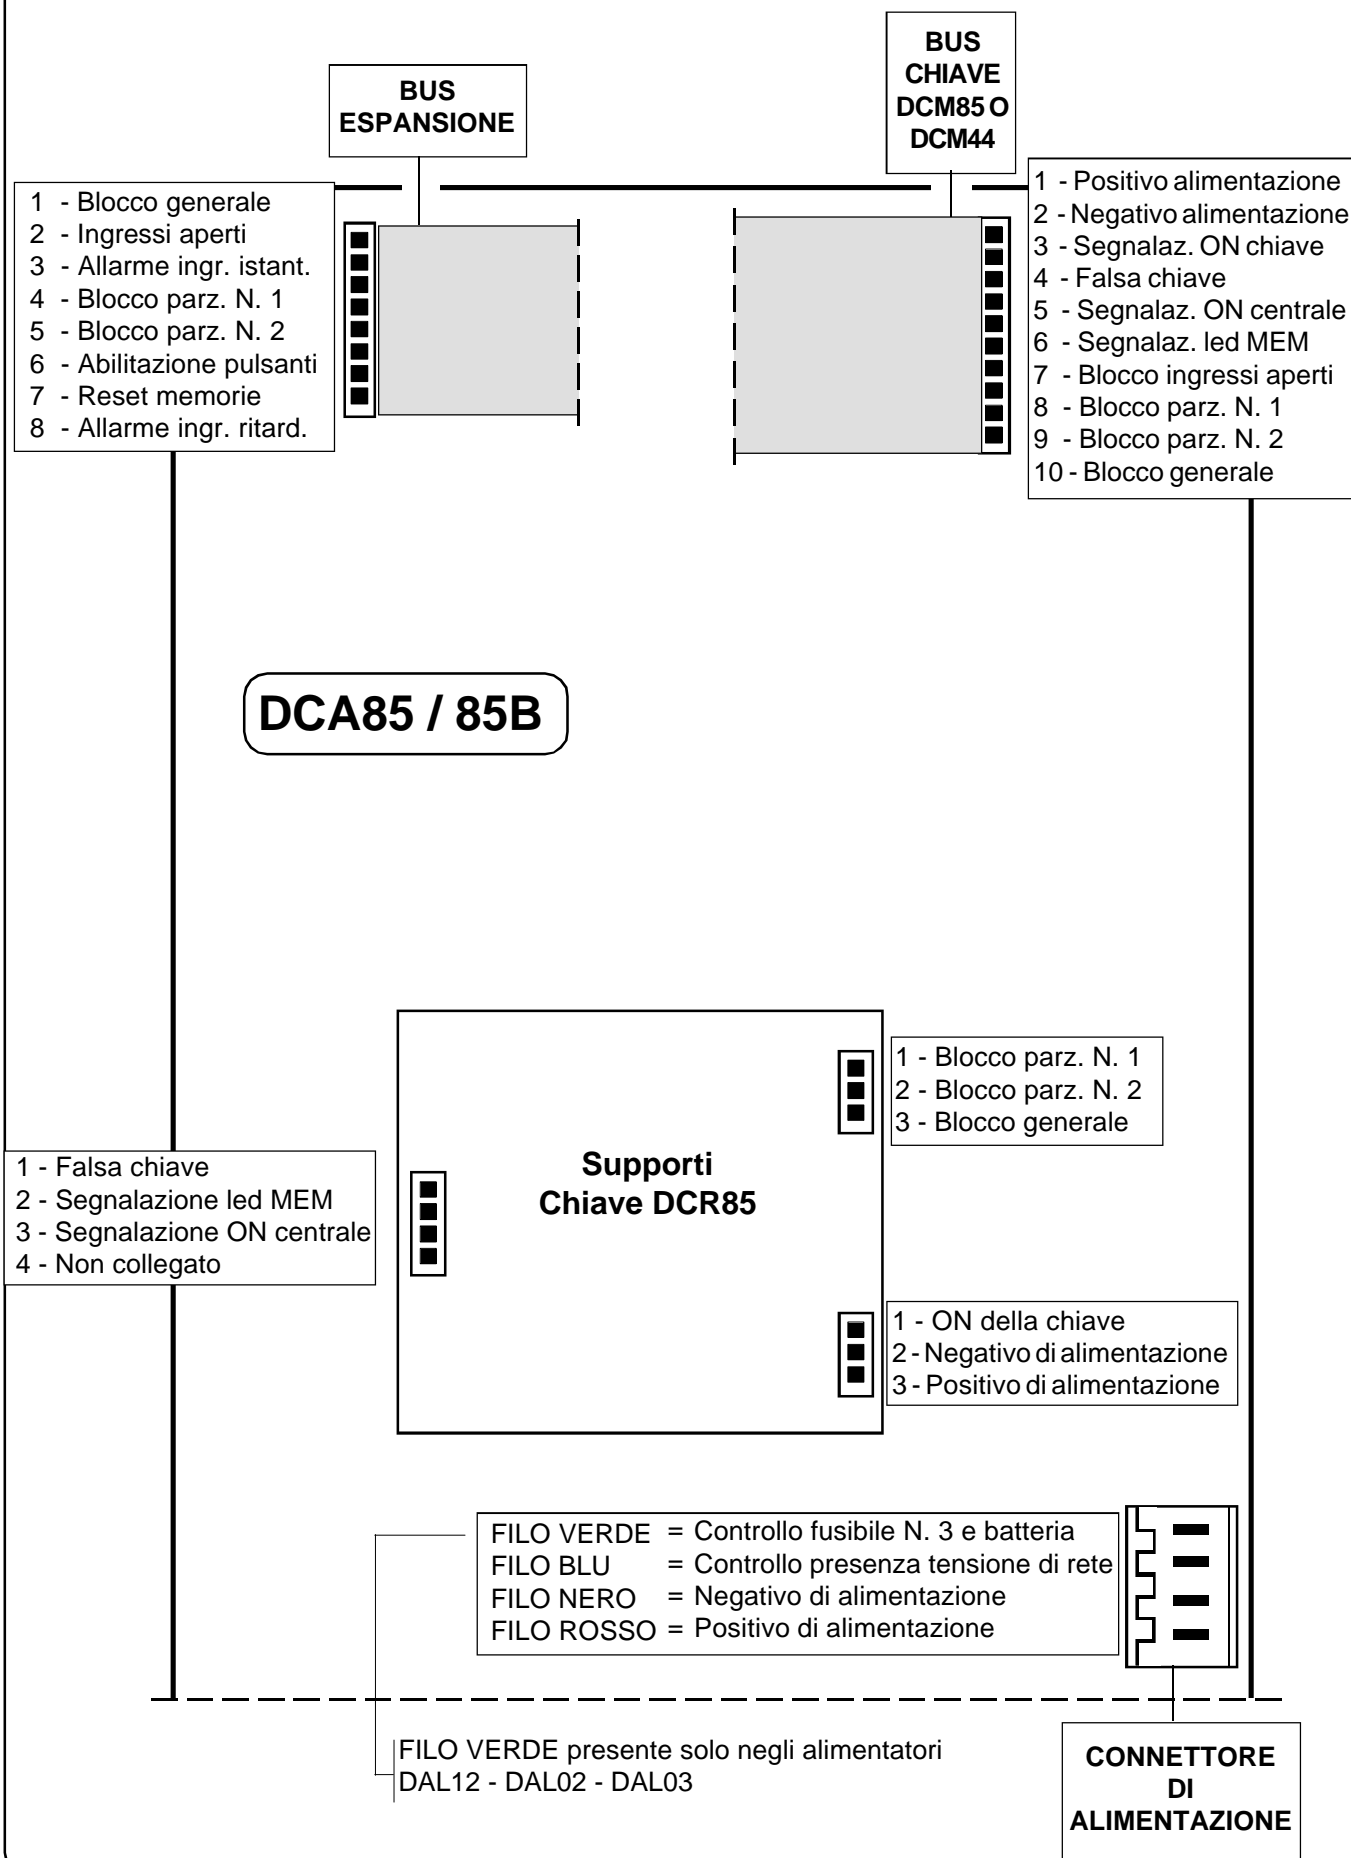 BUS
ESPANSIONE
BUS
CHIAVE
DCM85 O
DCM44
1 - Blocco generale
2 - Ingressi aperti
3 - Allarme ingr. istant.
4 - Blocco parz. N. 1
5 - Blocco parz. N. 2
6 - Abilitazione pulsanti
7 - Reset memorie
8 - Allarme ingr. ritard.
1 - Positivo alimentazione
2 - Negativo alimentazione
3 - Segnalaz. ON chiave
4 - Falsa chiave
5 - Segnalaz. ON centrale
6 - Segnalaz. led MEM
7 - Blocco ingressi aperti
8 - Blocco parz. N. 1
9 - Blocco parz. N. 2
10 - Blocco generale
DCA85 / 85B
1 - Blocco parz. N. 1
2 - Blocco parz. N. 2
3 - Blocco generale
Supporti
Chiave DCR85
1 - Falsa chiave
2 - Segnalazione led MEM
3 - Segnalazione ON centrale
4 - Non collegato
1 - ON della chiave
2 - Negativo di alimentazione
3 - Positivo di alimentazione
FILO VERDE = Controllo fusibile N. 3 e batteria
FILO BLU = Controllo presenza tensione di rete
FILO NERO = Negativo di alimentazione
FILO ROSSO = Positivo di alimentazione
FILO VERDE presente solo negli alimentatori
DAL12 - DAL02 - DAL03
CONNETTORE
DI
ALIMENTAZIONE